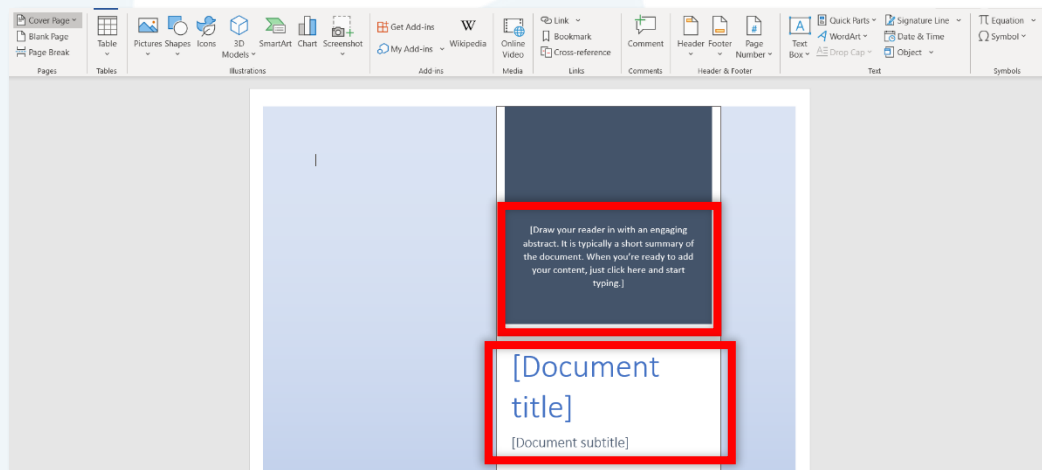 Cover Page
Blank Page
Page Break
Pages
Table
Tables
Pictures
Shapes
Icons
3D
Models
SmartArt
Chart
Screenshot
Illustrations
Get Add-ins
My Add-ins
W
Wikipedia
Add-ins
Online
Video
Media
Link
Bookmark
Cross-reference
Links
Comment
Comments
Header
Footer
Page
Number
Header & Footer
A
Text
Box
Quick Parts
WordArt
Drop Cap
Signature Line
Date & Time
Object
Text
π Equation
Ω Symbol
Symbols
[Draw your reader in with an engaging
abstract. It is typically a short summary of
the document. When you're ready to add
your content, just click here and start
typing.]
[Document
title]
[Document subtitle]